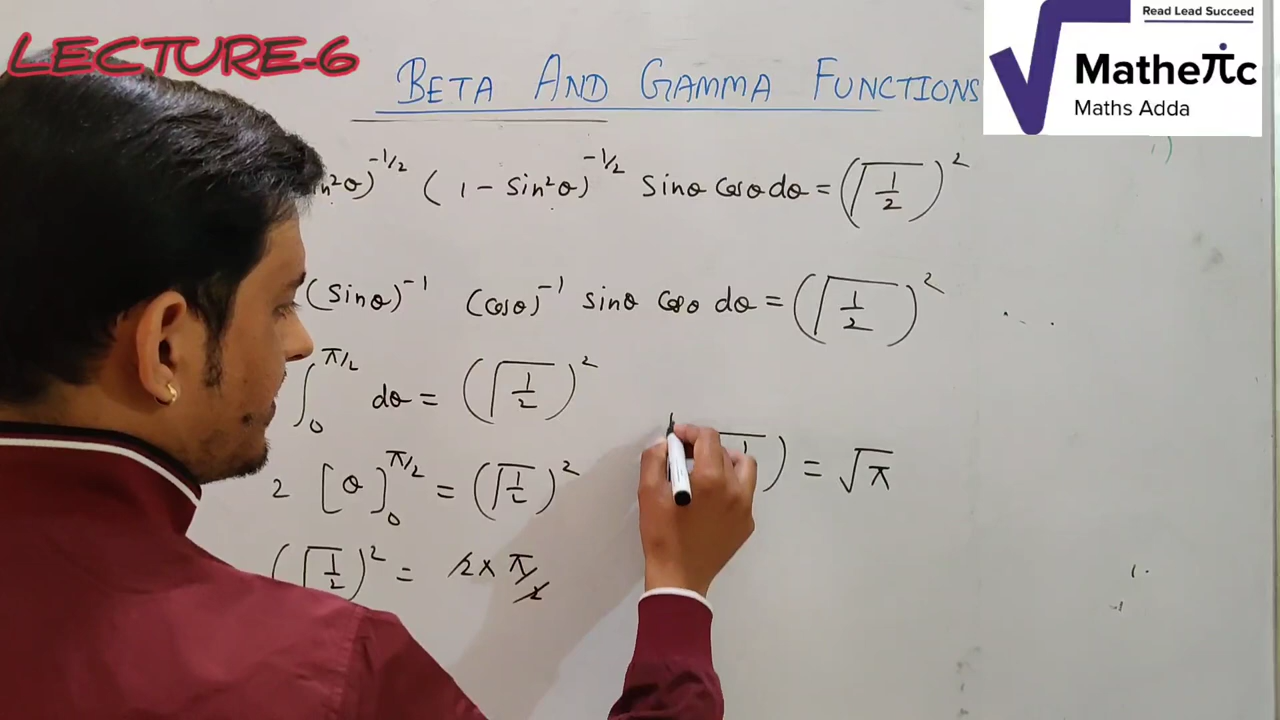 LECTURE-6
Read Lead Succeed
Matheπc
Maths Adda
BETA AND GAMMA FUNCTIONS
in²θ)^-1/2 (1 - sin²θ)^-1/2 sinθ cosθ dθ = (Γ1/2)²
(sinθ)^-1 (cosθ)^-1 sinθ cosθ dθ = (Γ1/2)²
∫₀^π/2 dθ = (Γ1/2)²
2 [θ]₀^π/2 = (Γ1/2)²
(Γ1/2)² = 2 × π/2
) = √π